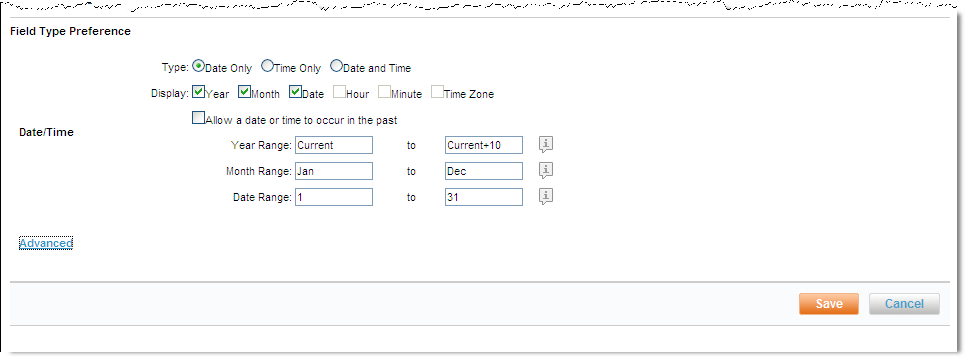 Field Type Preference
Type: Date Only Time Only Date and Time
Display: Year Month Date Hour Minute Time Zone
Allow a date or time to occur in the past
Date/Time
Year Range: Current to Current+10
Month Range: Jan to Dec
Date Range: 1 to 31
Advanced
Save Cancel